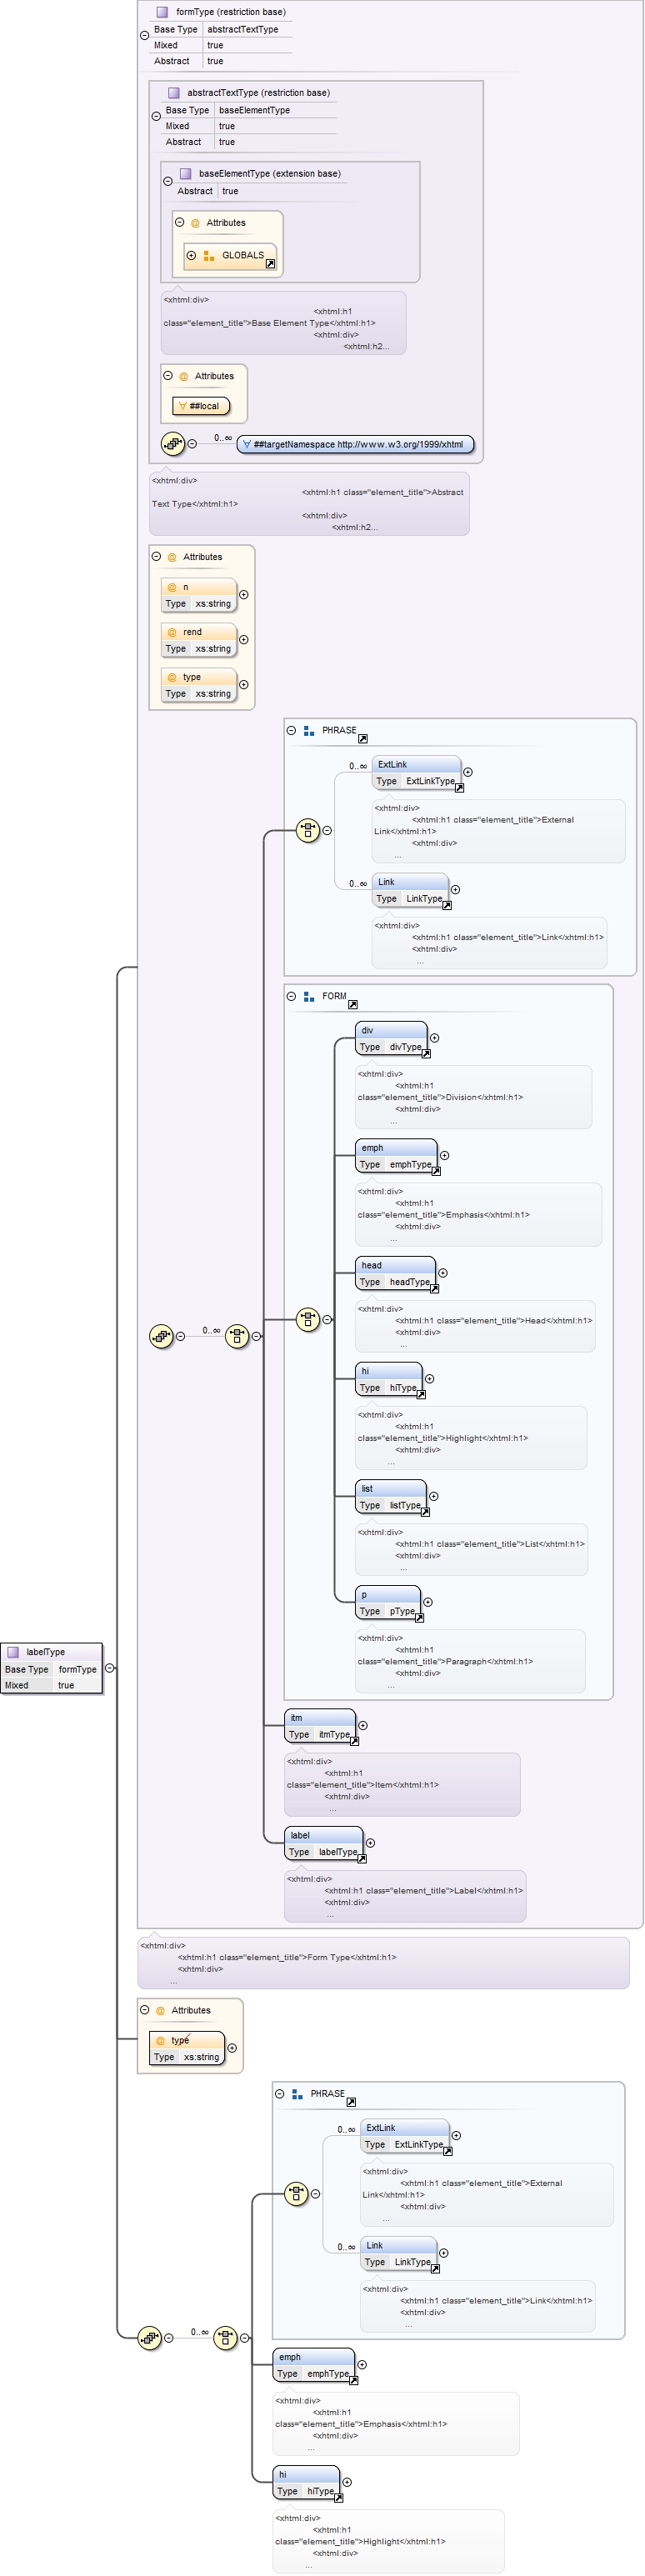 formType (restriction base)
Base Type abstractTextType
Mixed true
Abstract true
abstractTextType (restriction base)
Base Type baseElementType
Mixed true
Abstract true
baseElementType (extension base)
Abstract true
Attributes
GLOBALS
<xhtml:div>
<xhtml:h1
class="element_title">Base Element Type</xhtml:h1>
<xhtml:div>
<xhtml:h2...
Attributes
##local
0..∞
##targetNamespace http://www.w3.org/1999/xhtml
<xhtml:div>
<xhtml:h1 class="element_title">Abstract
Text Type</xhtml:h1>
<xhtml:div>
<xhtml:h2...
Attributes
n
Type xs:string
rend
Type xs:string
type
Type xs:string
PHRASE
0..∞
ExtLink
Type ExtLinkType
<xhtml:div>
<xhtml:h1 class="element_title">External
Link</xhtml:h1>
<xhtml:div>
...
0..∞
Link
Type LinkType
<xhtml:div>
<xhtml:h1 class="element_title">Link</xhtml:h1>
<xhtml:div>
...
FORM
div
Type divType
<xhtml:div>
<xhtml:h1
class="element_title">Division</xhtml:h1>
<xhtml:div>
...
emph
Type emphType
<xhtml:div>
<xhtml:h1
class="element_title">Emphasis</xhtml:h1>
<xhtml:div>
...
head
Type headType
<xhtml:div>
<xhtml:h1 class="element_title">Head</xhtml:h1>
<xhtml:div>
...
0..∞
hi
Type hiType
<xhtml:div>
<xhtml:h1
class="element_title">Highlight</xhtml:h1>
<xhtml:div>
...
list
Type listType
<xhtml:div>
<xhtml:h1 class="element_title">List</xhtml:h1>
<xhtml:div>
...
p
Type pType
<xhtml:div>
<xhtml:h1
class="element_title">Paragraph</xhtml:h1>
<xhtml:div>
...
labelType
Base Type formType
Mixed true
itm
Type itmType
<xhtml:div>
<xhtml:h1
class="element_title">Item</xhtml:h1>
<xhtml:div>
...
label
Type labelType
<xhtml:div>
<xhtml:h1 class="element_title">Label</xhtml:h1>
<xhtml:div>
...
<xhtml:div>
<xhtml:h1 class="element_title">Form Type</xhtml:h1>
<xhtml:div>
...
Attributes
type
Type xs:string
PHRASE
0..∞
ExtLink
Type ExtLinkType
<xhtml:div>
<xhtml:h1 class="element_title">External
Link</xhtml:h1>
<xhtml:div>
...
0..∞
Link
Type LinkType
<xhtml:div>
<xhtml:h1 class="element_title">Link</xhtml:h1>
<xhtml:div>
...
0..∞
emph
Type emphType
<xhtml:div>
<xhtml:h1
class="element_title">Emphasis</xhtml:h1>
<xhtml:div>
...
hi
Type hiType
<xhtml:div>
<xhtml:h1
class="element_title">Highlight</xhtml:h1>
<xhtml:div>
...